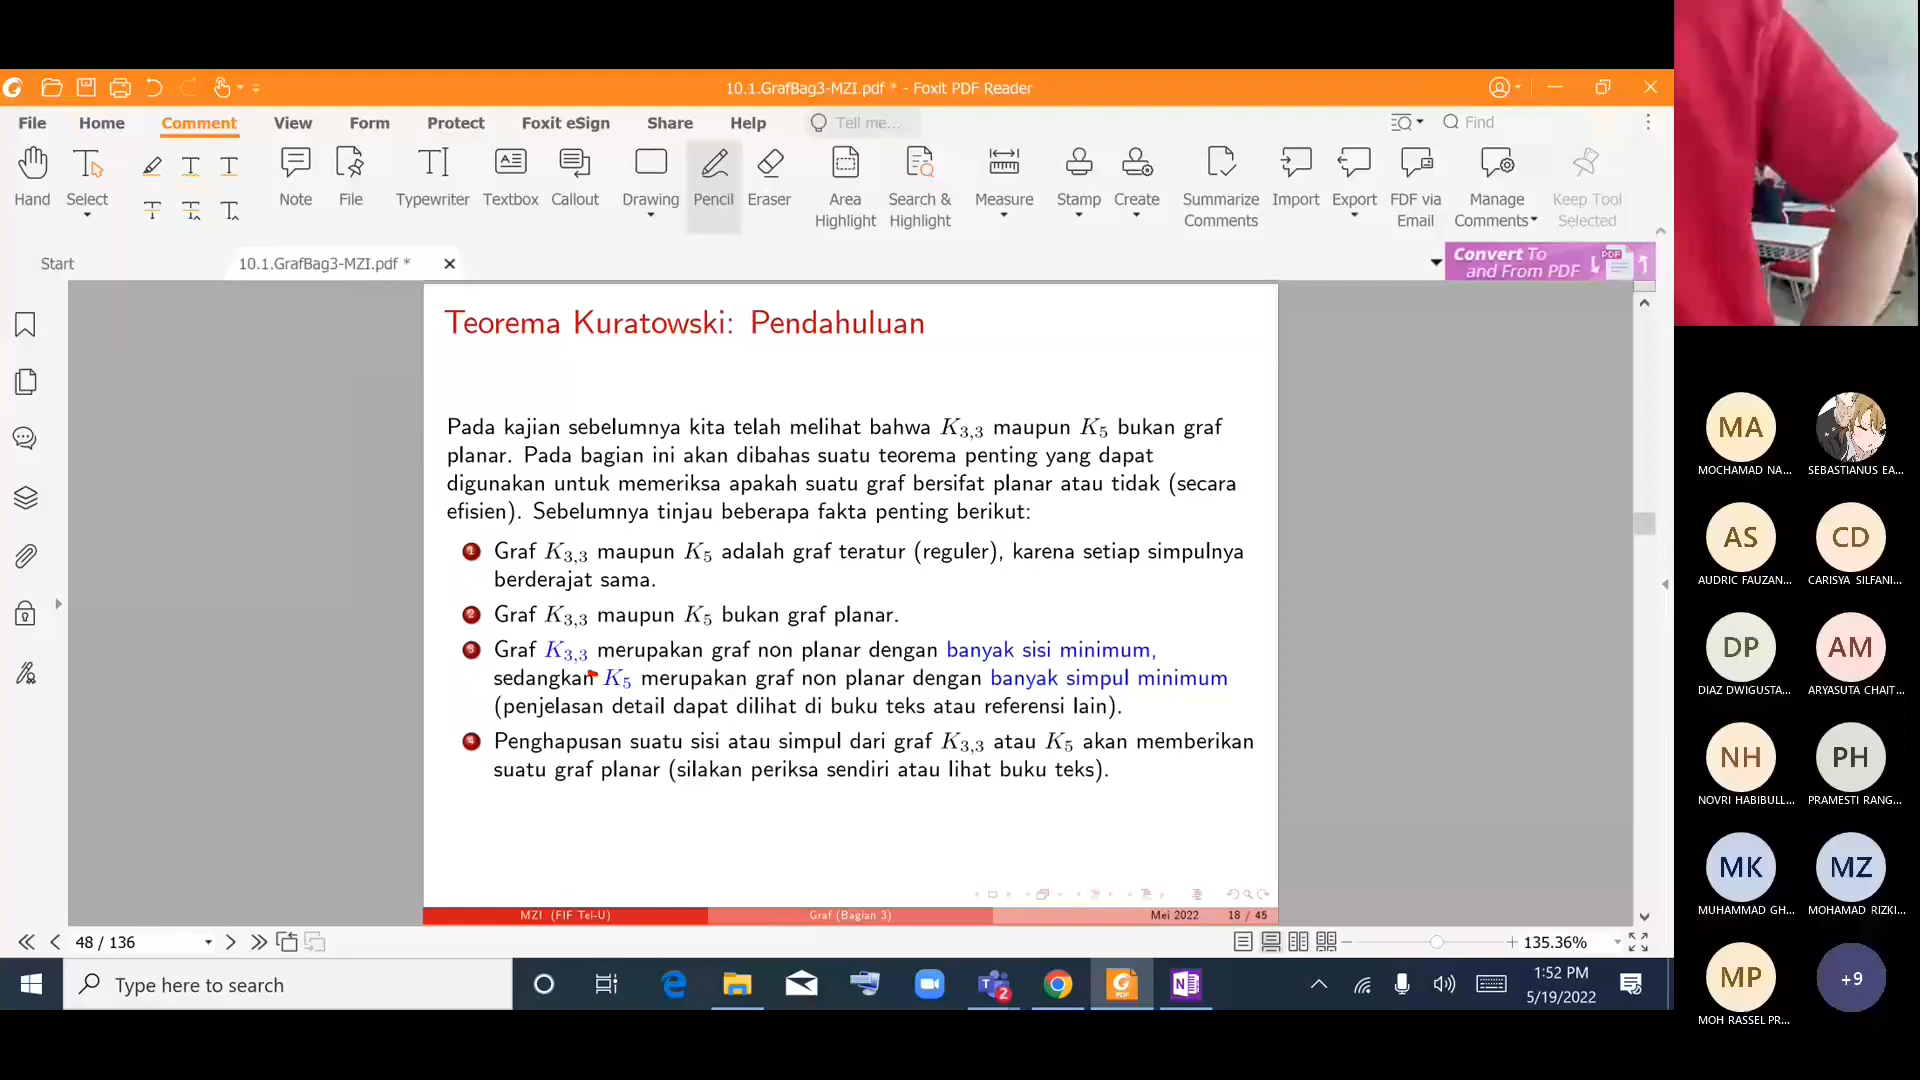 10.1.GrafBag3-MZI.pdf * - Foxit PDF Reader
File Home Comment View Form Protect Foxit eSign Share Help Tell me... Find
Hand Select Note File Typewriter Textbox Callout Drawing Pencil Eraser Area Highlight Search & Highlight Measure Stamp Create Summarize Comments Import Export FDF via Email Manage Comments Keep Tool Selected
Start 10.1.GrafBag3-MZI.pdf *
Convert To
and From PDF
PDF
Teorema Kuratowski: Pendahuluan
Pada kajian sebelumnya kita telah melihat bahwa K3,3 maupun K5 bukan graf
planar. Pada bagian ini akan dibahas suatu teorema penting yang dapat
digunakan untuk memeriksa apakah suatu graf bersifat planar atau tidak (secara
efisien). Sebelumnya tinjau beberapa fakta penting berikut:
1 Graf K3,3 maupun K5 adalah graf teratur (reguler), karena setiap simpulnya
berderajat sama.
2 Graf K3,3 maupun K5 bukan graf planar.
3 Graf K3,3 merupakan graf non planar dengan banyak sisi minimum,
sedangkan K5 merupakan graf non planar dengan banyak simpul minimum
(penjelasan detail dapat dilihat di buku teks atau referensi lain).
4 Penghapusan suatu sisi atau simpul dari graf K3,3 atau K5 akan memberikan
suatu graf planar (silakan periksa sendiri atau lihat buku teks).
MZI (FIF Tel-U) Graf (Bagian 3) Mei 2022 18 / 45
48 / 136 135.36%
Type here to search
2
1:52 PM
5/19/2022
MA
MOCHAMAD NA... SEBASTIANUS EA...
AS CD
AUDRIC FAUZAN... CARISYA SILFANI...
DP AM
DIAZ DWIGUSTA... ARYASUTA CHAIT...
NH PH
NOVRI HABIBULL... PRAMESTI RANG...
MK MZ
MUHAMMAD GH... MOHAMAD RIZKI...
MP +9
MOH RASSEL PR...